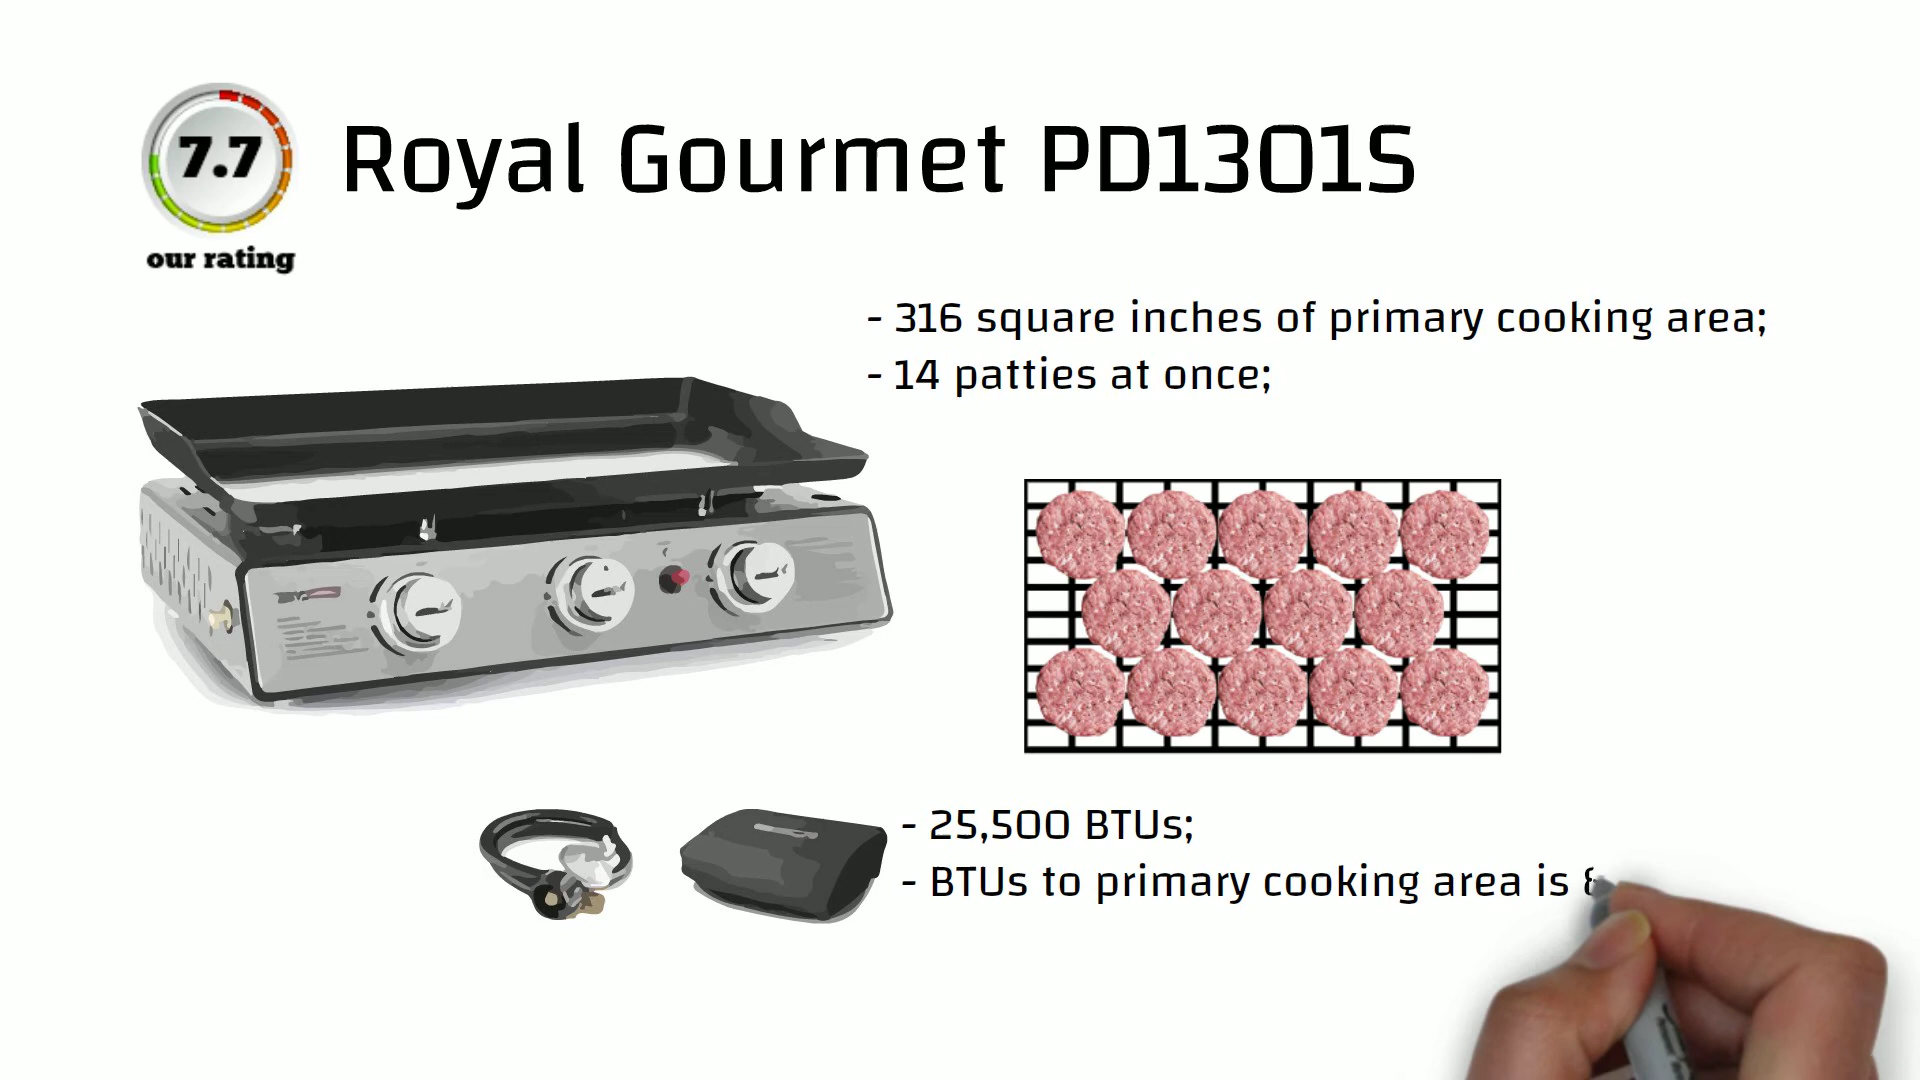 7.7
our rating
Royal Gourmet PD1301S
- 316 square inches of primary cooking area;
- 14 patties at once;
- 25,500 BTUs;
- BTUs to primary cooking area is